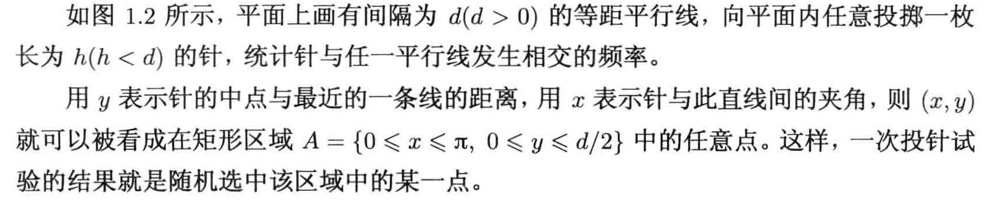 如图 1.2 所示，平面上画有间隔为 d(d > 0) 的等距平行线，向平面内任意投掷一枚
长为 h(h < d) 的针，统计针与任一平行线发生相交的频率。
用 y 表示针的中点与最近的一条线的距离，用 x 表示针与此直线间的夹角，则 (x, y)
就可以被看成在矩形区域 A = {0 ⩽ x ⩽ π, 0 ⩽ y ⩽ d/2} 中的任意点。这样，一次投针试
验的结果就是随机选中该区域中的某一点。